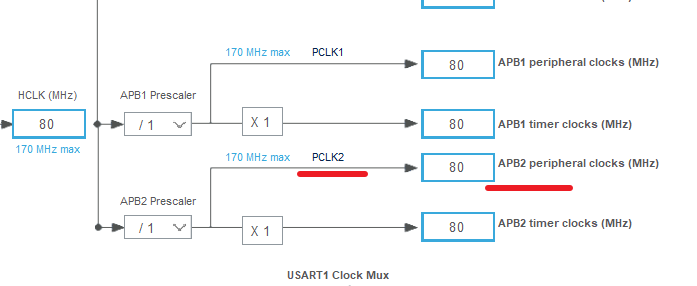 170 MHz max PCLK1
80 APB1 peripheral clocks (MHz)
HCLK (MHz) APB1 Prescaler
80 / 1 X 1 80 APB1 timer clocks (MHz)
170 MHz max 170 MHz max PCLK2 80 APB2 peripheral clocks (MHz)
APB2 Prescaler
/ 1 X 1 80 APB2 timer clocks (MHz)
USART1 Clock Mux